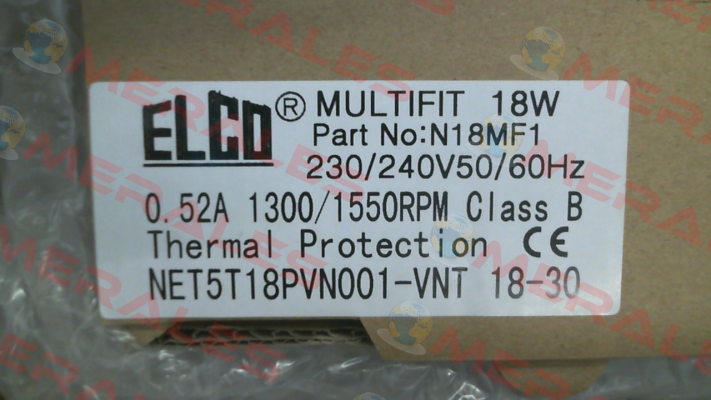 ELCO® MULTIFIT 18W
Part No:N18MF1
230/240V50/60Hz
0.52A 1300/1550RPM Class B
Thermal Protection CE
NET5T18PVN001-VNT 18-30
MERALES